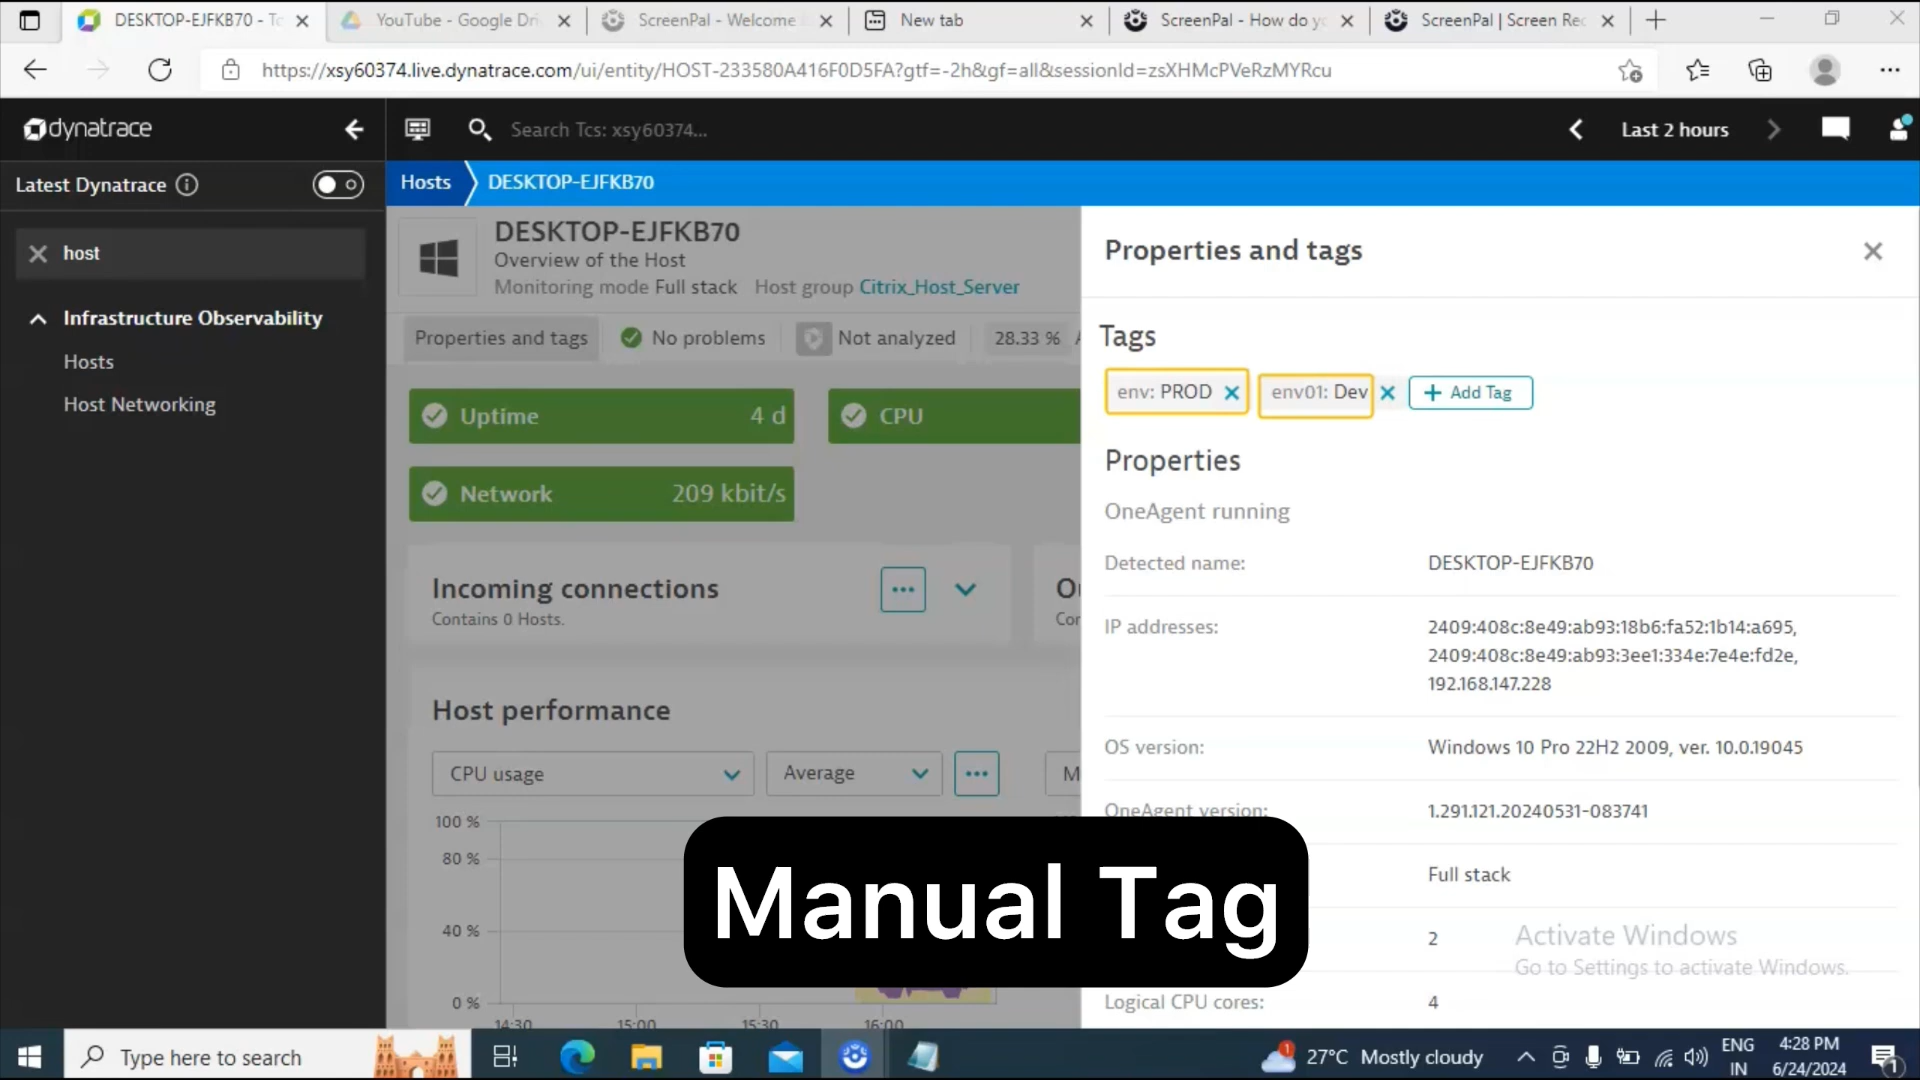 DESKTOP-EJFKB70 - Te
YouTube - Google Dri
ScreenPal - Welcome
New tab
ScreenPal - How do yo
ScreenPal | Screen Rec
https://xsy60374.live.dynatrace.com/ui/entity/HOST-233580A416F0D5FA?gtf=-2h&gf=all&sessionId=zsXHMcPVeRzMYRcu
dynatrace
Search Tcs: xsy60374...
Last 2 hours
Latest Dynatrace
Hosts
DESKTOP-EJFKB70
host
Infrastructure Observability
Hosts
Host Networking
DESKTOP-EJFKB70
Overview of the Host
Monitoring mode Full stack Host group Citrix_Host_Server
Properties and tags
No problems
Not analyzed
28.33 %
Uptime 4 d
CPU
Network 209 kbit/s
Incoming connections
Contains 0 Hosts.
Host performance
CPU usage
Average
100 %
80 %
40 %
0 %
14:30 15:00 15:30 16:00
Properties and tags
Tags
env: PROD
env01: Dev
+ Add Tag
Properties
OneAgent running
Detected name: DESKTOP-EJFKB70
IP addresses: 2409:408c:8e49:ab93:18b6:fa52:1b14:a695,
2409:408c:8e49:ab93:3ee1:334e:7e4e:fd2e,
192.168.147.228
OS version: Windows 10 Pro 22H2 2009, ver. 10.0.19045
OneAgent version: 1.291.121.20240531-083741
Full stack
2
Logical CPU cores: 4
Manual Tag
Activate Windows
Go to Settings to activate Windows.
Type here to search
1
27°C Mostly cloudy
ENG
IN
4:28 PM
6/24/2024
1